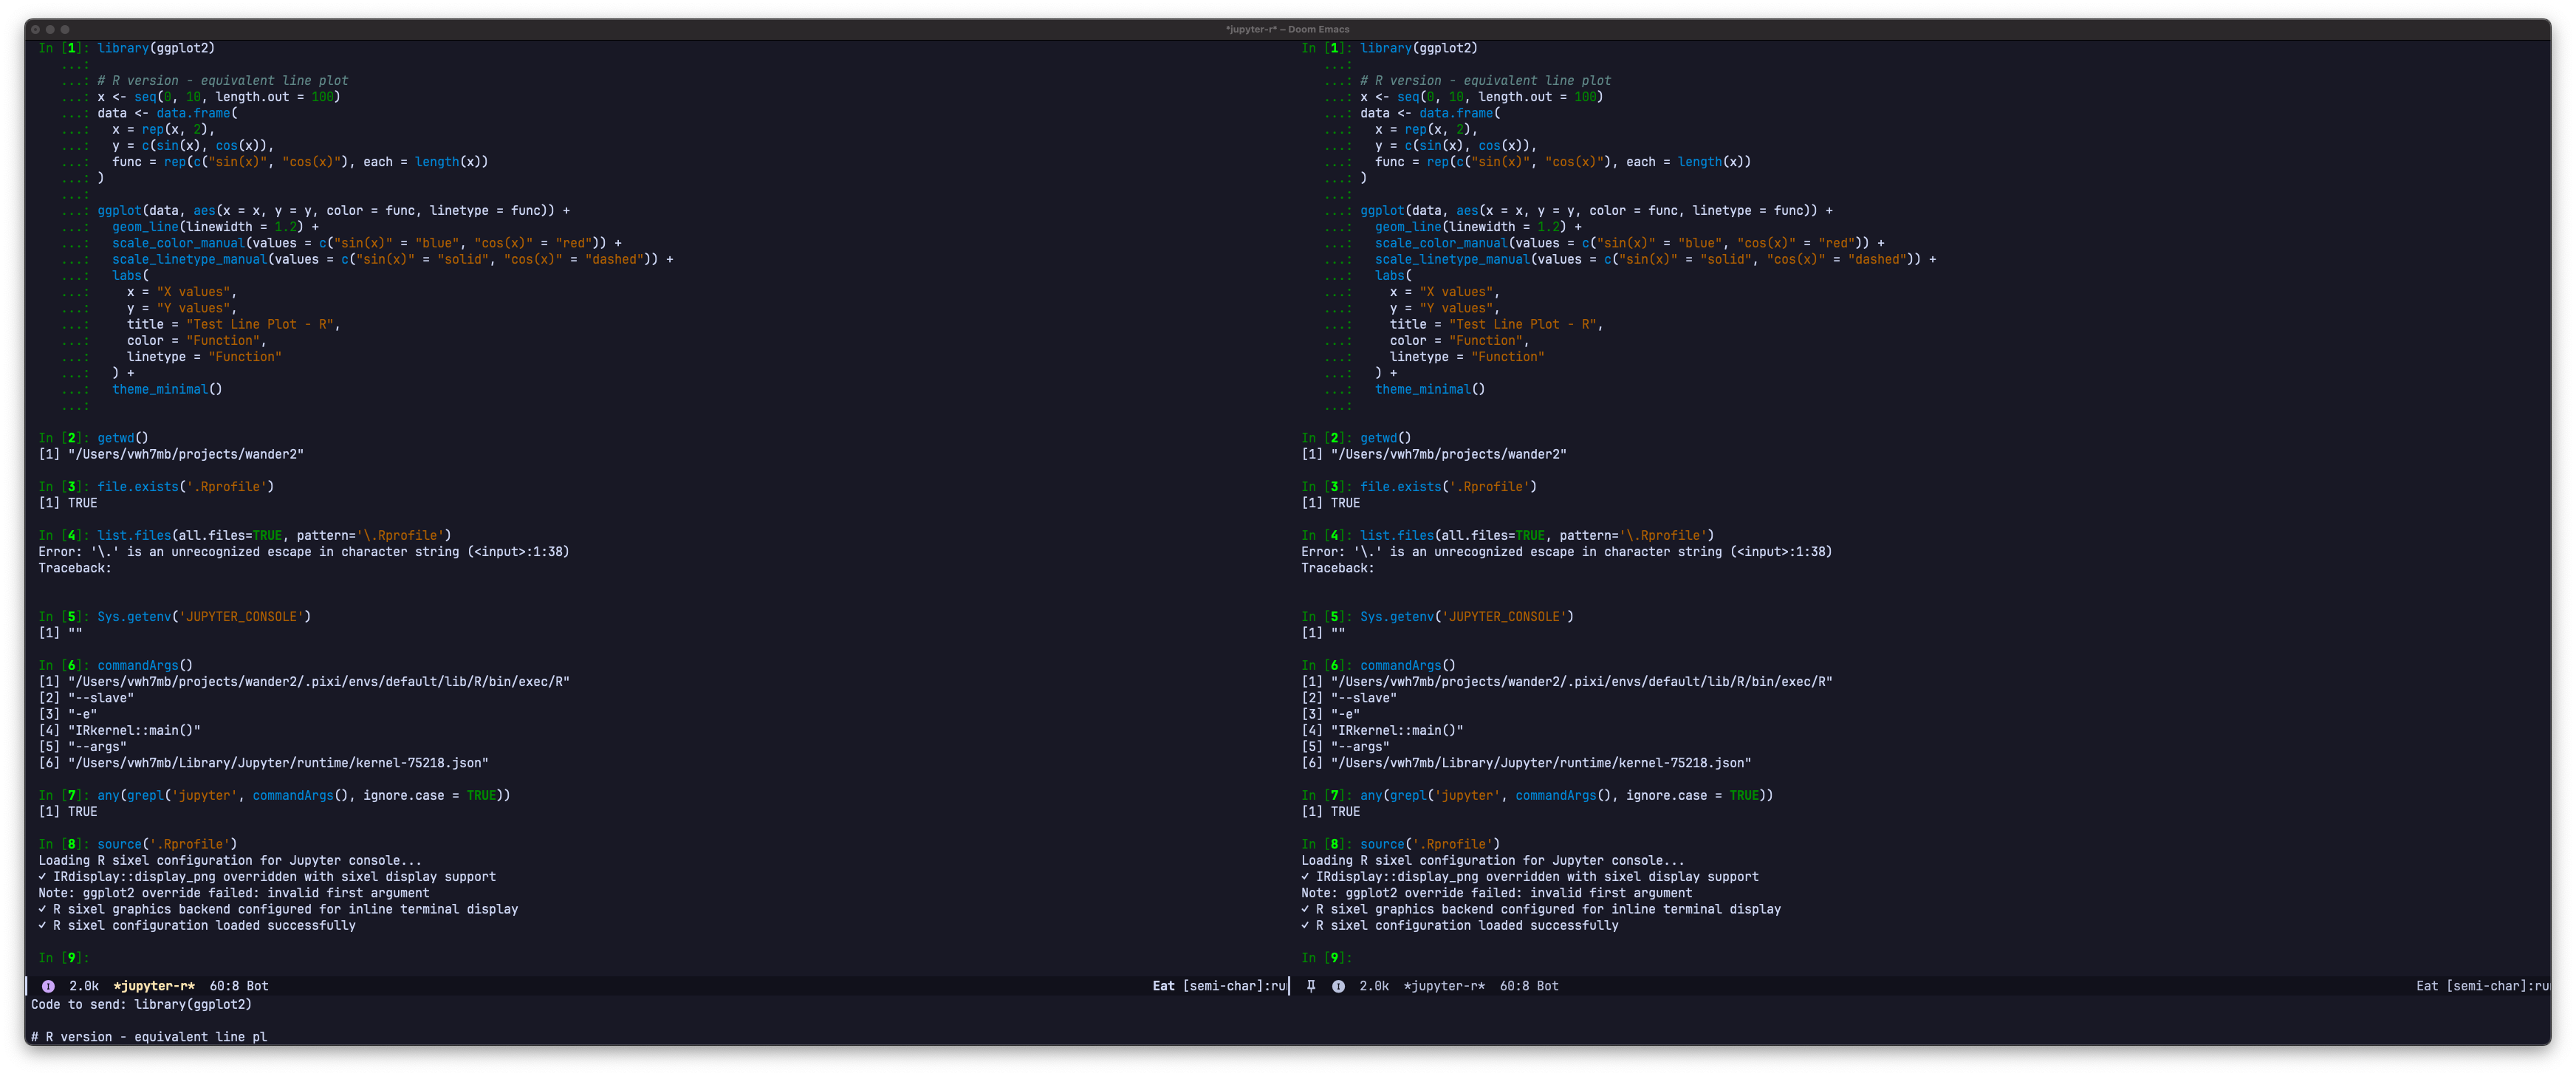 *jupyter-r* – Doom Emacs
In [1]: library(ggplot2)
...:
...: # R version - equivalent line plot
...: x <- seq(0, 10, length.out = 100)
...: data <- data.frame(
...:   x = rep(x, 2),
...:   y = c(sin(x), cos(x)),
...:   func = rep(c("sin(x)", "cos(x)"), each = length(x))
...: )
...:
...: ggplot(data, aes(x = x, y = y, color = func, linetype = func)) +
...:   geom_line(linewidth = 1.2) +
...:   scale_color_manual(values = c("sin(x)" = "blue", "cos(x)" = "red")) +
...:   scale_linetype_manual(values = c("sin(x)" = "solid", "cos(x)" = "dashed")) +
...:   labs(
...:     x = "X values",
...:     y = "Y values",
...:     title = "Test Line Plot - R",
...:     color = "Function",
...:     linetype = "Function"
...:   ) +
...:   theme_minimal()
...:
In [2]: getwd()
[1] "/Users/vwh7mb/projects/wander2"
In [3]: file.exists('.Rprofile')
[1] TRUE
In [4]: list.files(all.files=TRUE, pattern='\.Rprofile')
Error: '\.' is an unrecognized escape in character string (<input>:1:38)
Traceback:
In [5]: Sys.getenv('JUPYTER_CONSOLE')
[1] ""
In [6]: commandArgs()
[1] "/Users/vwh7mb/projects/wander2/.pixi/envs/default/lib/R/bin/exec/R"
[2] "--slave"
[3] "-e"
[4] "IRkernel::main()"
[5] "--args"
[6] "/Users/vwh7mb/Library/Jupyter/runtime/kernel-75218.json"
In [7]: any(grepl('jupyter', commandArgs(), ignore.case = TRUE))
[1] TRUE
In [8]: source('.Rprofile')
Loading R sixel configuration for Jupyter console...
✓ IRdisplay::display_png overridden with sixel display support
Note: ggplot2 override failed: invalid first argument
✓ R sixel graphics backend configured for inline terminal display
✓ R sixel configuration loaded successfully
In [9]:
2.0k *jupyter-r* 60:8 Bot Eat [semi-char]:ru
In [1]: library(ggplot2)
...:
...: # R version - equivalent line plot
...: x <- seq(0, 10, length.out = 100)
...: data <- data.frame(
...:   x = rep(x, 2),
...:   y = c(sin(x), cos(x)),
...:   func = rep(c("sin(x)", "cos(x)"), each = length(x))
...: )
...:
...: ggplot(data, aes(x = x, y = y, color = func, linetype = func)) +
...:   geom_line(linewidth = 1.2) +
...:   scale_color_manual(values = c("sin(x)" = "blue", "cos(x)" = "red")) +
...:   scale_linetype_manual(values = c("sin(x)" = "solid", "cos(x)" = "dashed")) +
...:   labs(
...:     x = "X values",
...:     y = "Y values",
...:     title = "Test Line Plot - R",
...:     color = "Function",
...:     linetype = "Function"
...:   ) +
...:   theme_minimal()
...:
In [2]: getwd()
[1] "/Users/vwh7mb/projects/wander2"
In [3]: file.exists('.Rprofile')
[1] TRUE
In [4]: list.files(all.files=TRUE, pattern='\.Rprofile')
Error: '\.' is an unrecognized escape in character string (<input>:1:38)
Traceback:
In [5]: Sys.getenv('JUPYTER_CONSOLE')
[1] ""
In [6]: commandArgs()
[1] "/Users/vwh7mb/projects/wander2/.pixi/envs/default/lib/R/bin/exec/R"
[2] "--slave"
[3] "-e"
[4] "IRkernel::main()"
[5] "--args"
[6] "/Users/vwh7mb/Library/Jupyter/runtime/kernel-75218.json"
In [7]: any(grepl('jupyter', commandArgs(), ignore.case = TRUE))
[1] TRUE
In [8]: source('.Rprofile')
Loading R sixel configuration for Jupyter console...
✓ IRdisplay::display_png overridden with sixel display support
Note: ggplot2 override failed: invalid first argument
✓ R sixel graphics backend configured for inline terminal display
✓ R sixel configuration loaded successfully
In [9]:
2.0k *jupyter-r* 60:8 Bot Eat [semi-char]:ru
Code to send: library(ggplot2)
# R version - equivalent line pl